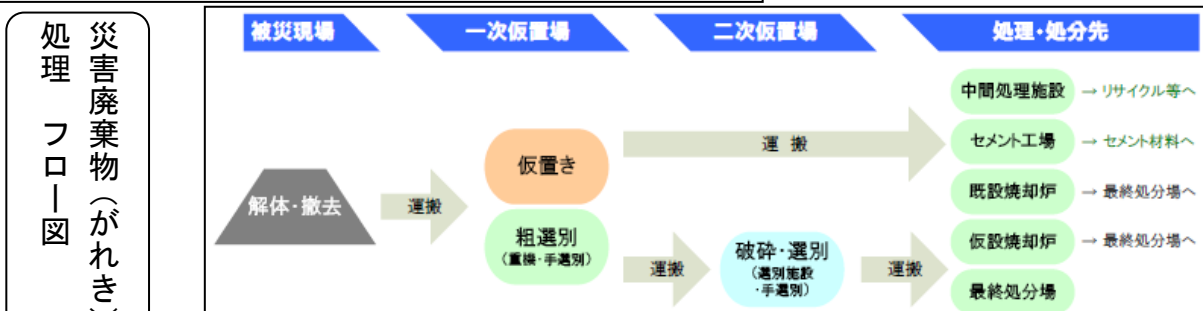 災害廃棄物（がれき）
処理 フロー図
被災現場
一次仮置場
二次仮置場
処理・処分先
解体・撤去
運搬
仮置き
粗選別
（重機・手選別）
運 搬
運搬
破砕・選別
（選別施設
・手選別）
運搬
中間処理施設 → リサイクル等へ
セメント工場 → セメント材料へ
既設焼却炉 → 最終処分場へ
仮設焼却炉 → 最終処分場へ
最終処分場